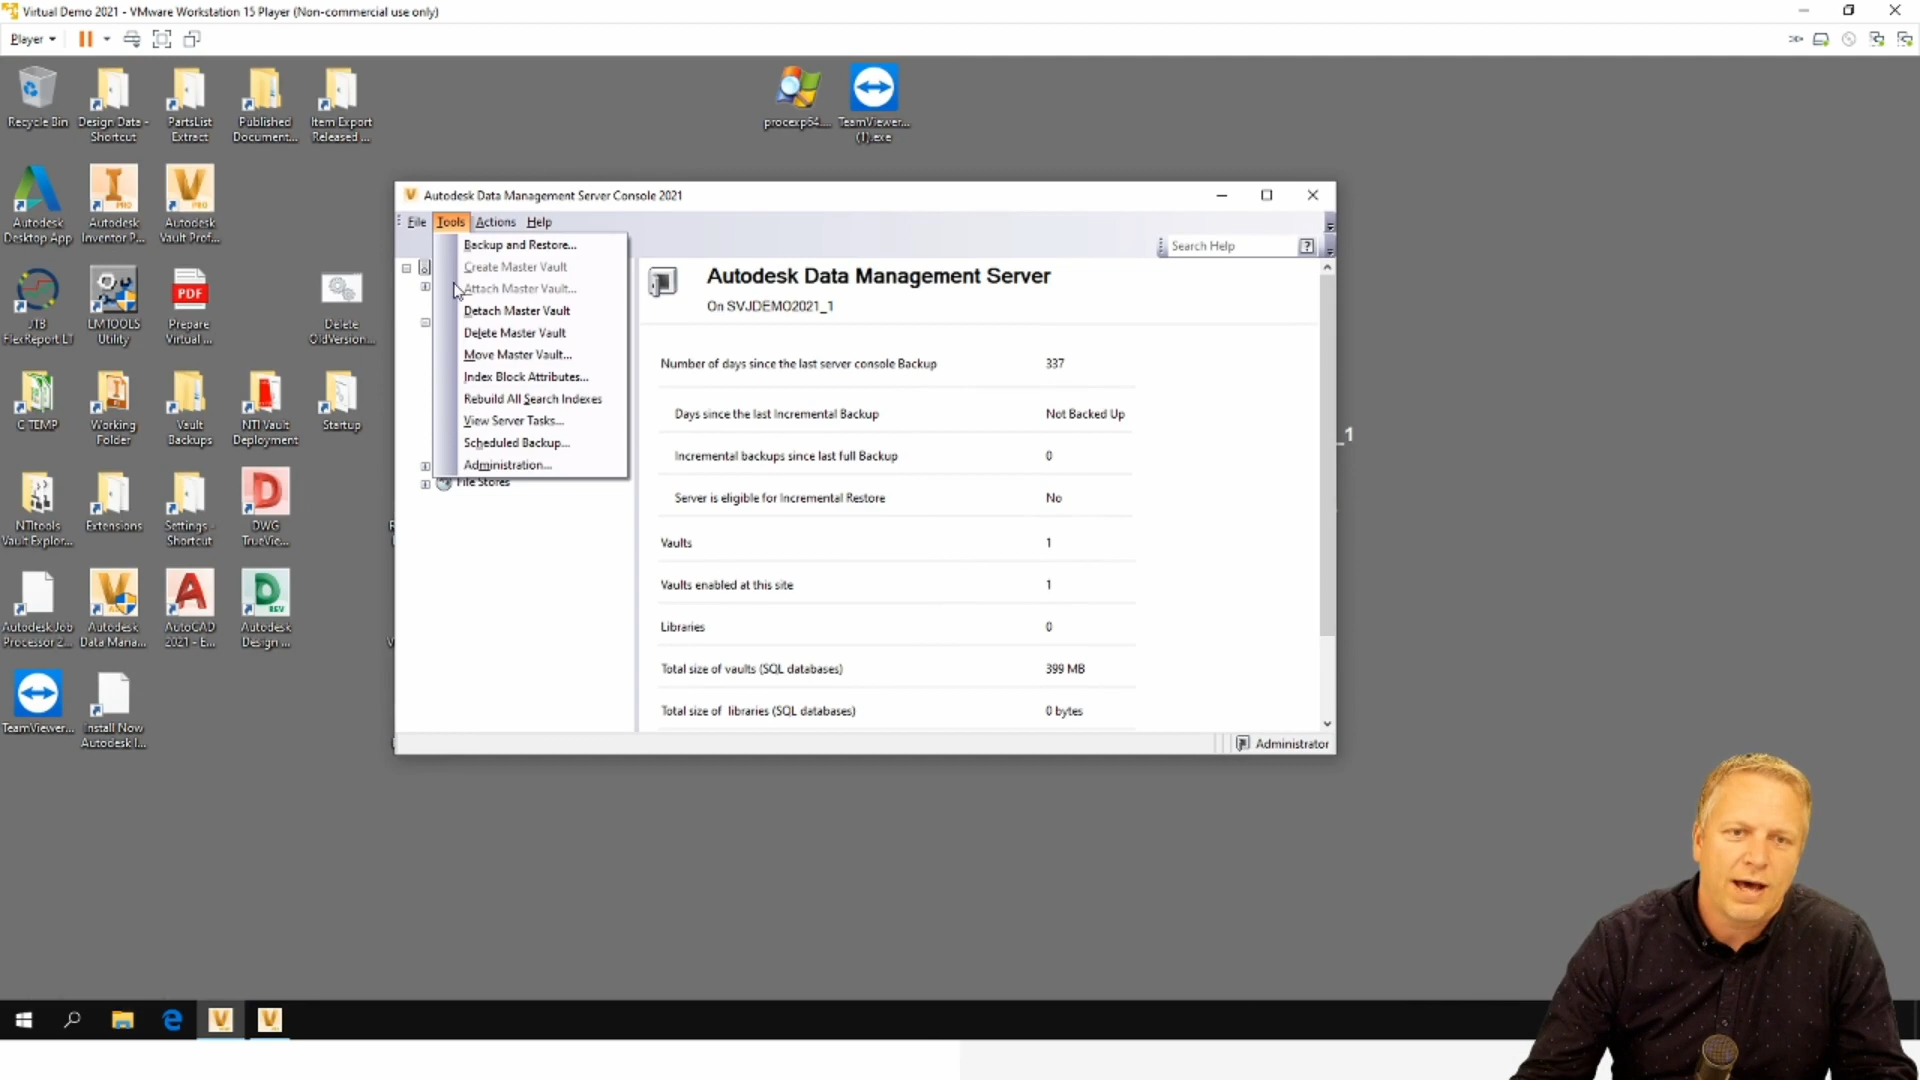 Virtual Demo 2021 - VMware Workstation 15 Player (Non-commercial use only)
Player
Recycle Bin
Design Data - Shortcut
PartsList Extract
Published Document...
Item Export Released ...
procexp64....
TeamViewer... (1).exe
Autodesk Desktop App
Autodesk Inventor P...
Autodesk Vault Prof...
JTB FlexReport LT
LMTOOLS Utility
PDF
Prepare Virtual ...
Delete OldVersion...
C TEMP
Working Folder
Vault Backups
NTI Vault Deployment
Startup
NTItools Vault Explor...
Extensions
Settings - Shortcut
DWG TrueVie...
Autodesk Job Processor 2...
Autodesk Data Mana...
AutoCAD 2021 - E...
Autodesk Design ...
TeamViewer...
Install Now Autodesk I...
Autodesk Data Management Server Console 2021
File Tools Actions Help
Search Help
Backup and Restore...
Create Master Vault
Attach Master Vault...
Detach Master Vault
Delete Master Vault
Move Master Vault...
Index Block Attributes...
Rebuild All Search Indexes
View Server Tasks...
Scheduled Backup...
Administration...
File Stores
Autodesk Data Management Server
On SVJDEMO2021_1
Number of days since the last server console Backup 337
Days since the last Incremental Backup Not Backed Up
Incremental backups since last full Backup 0
Server is eligible for Incremental Restore No
Vaults 1
Vaults enabled at this site 1
Libraries 0
Total size of vaults (SQL databases) 399 MB
Total size of libraries (SQL databases) 0 bytes
Administrator
_1